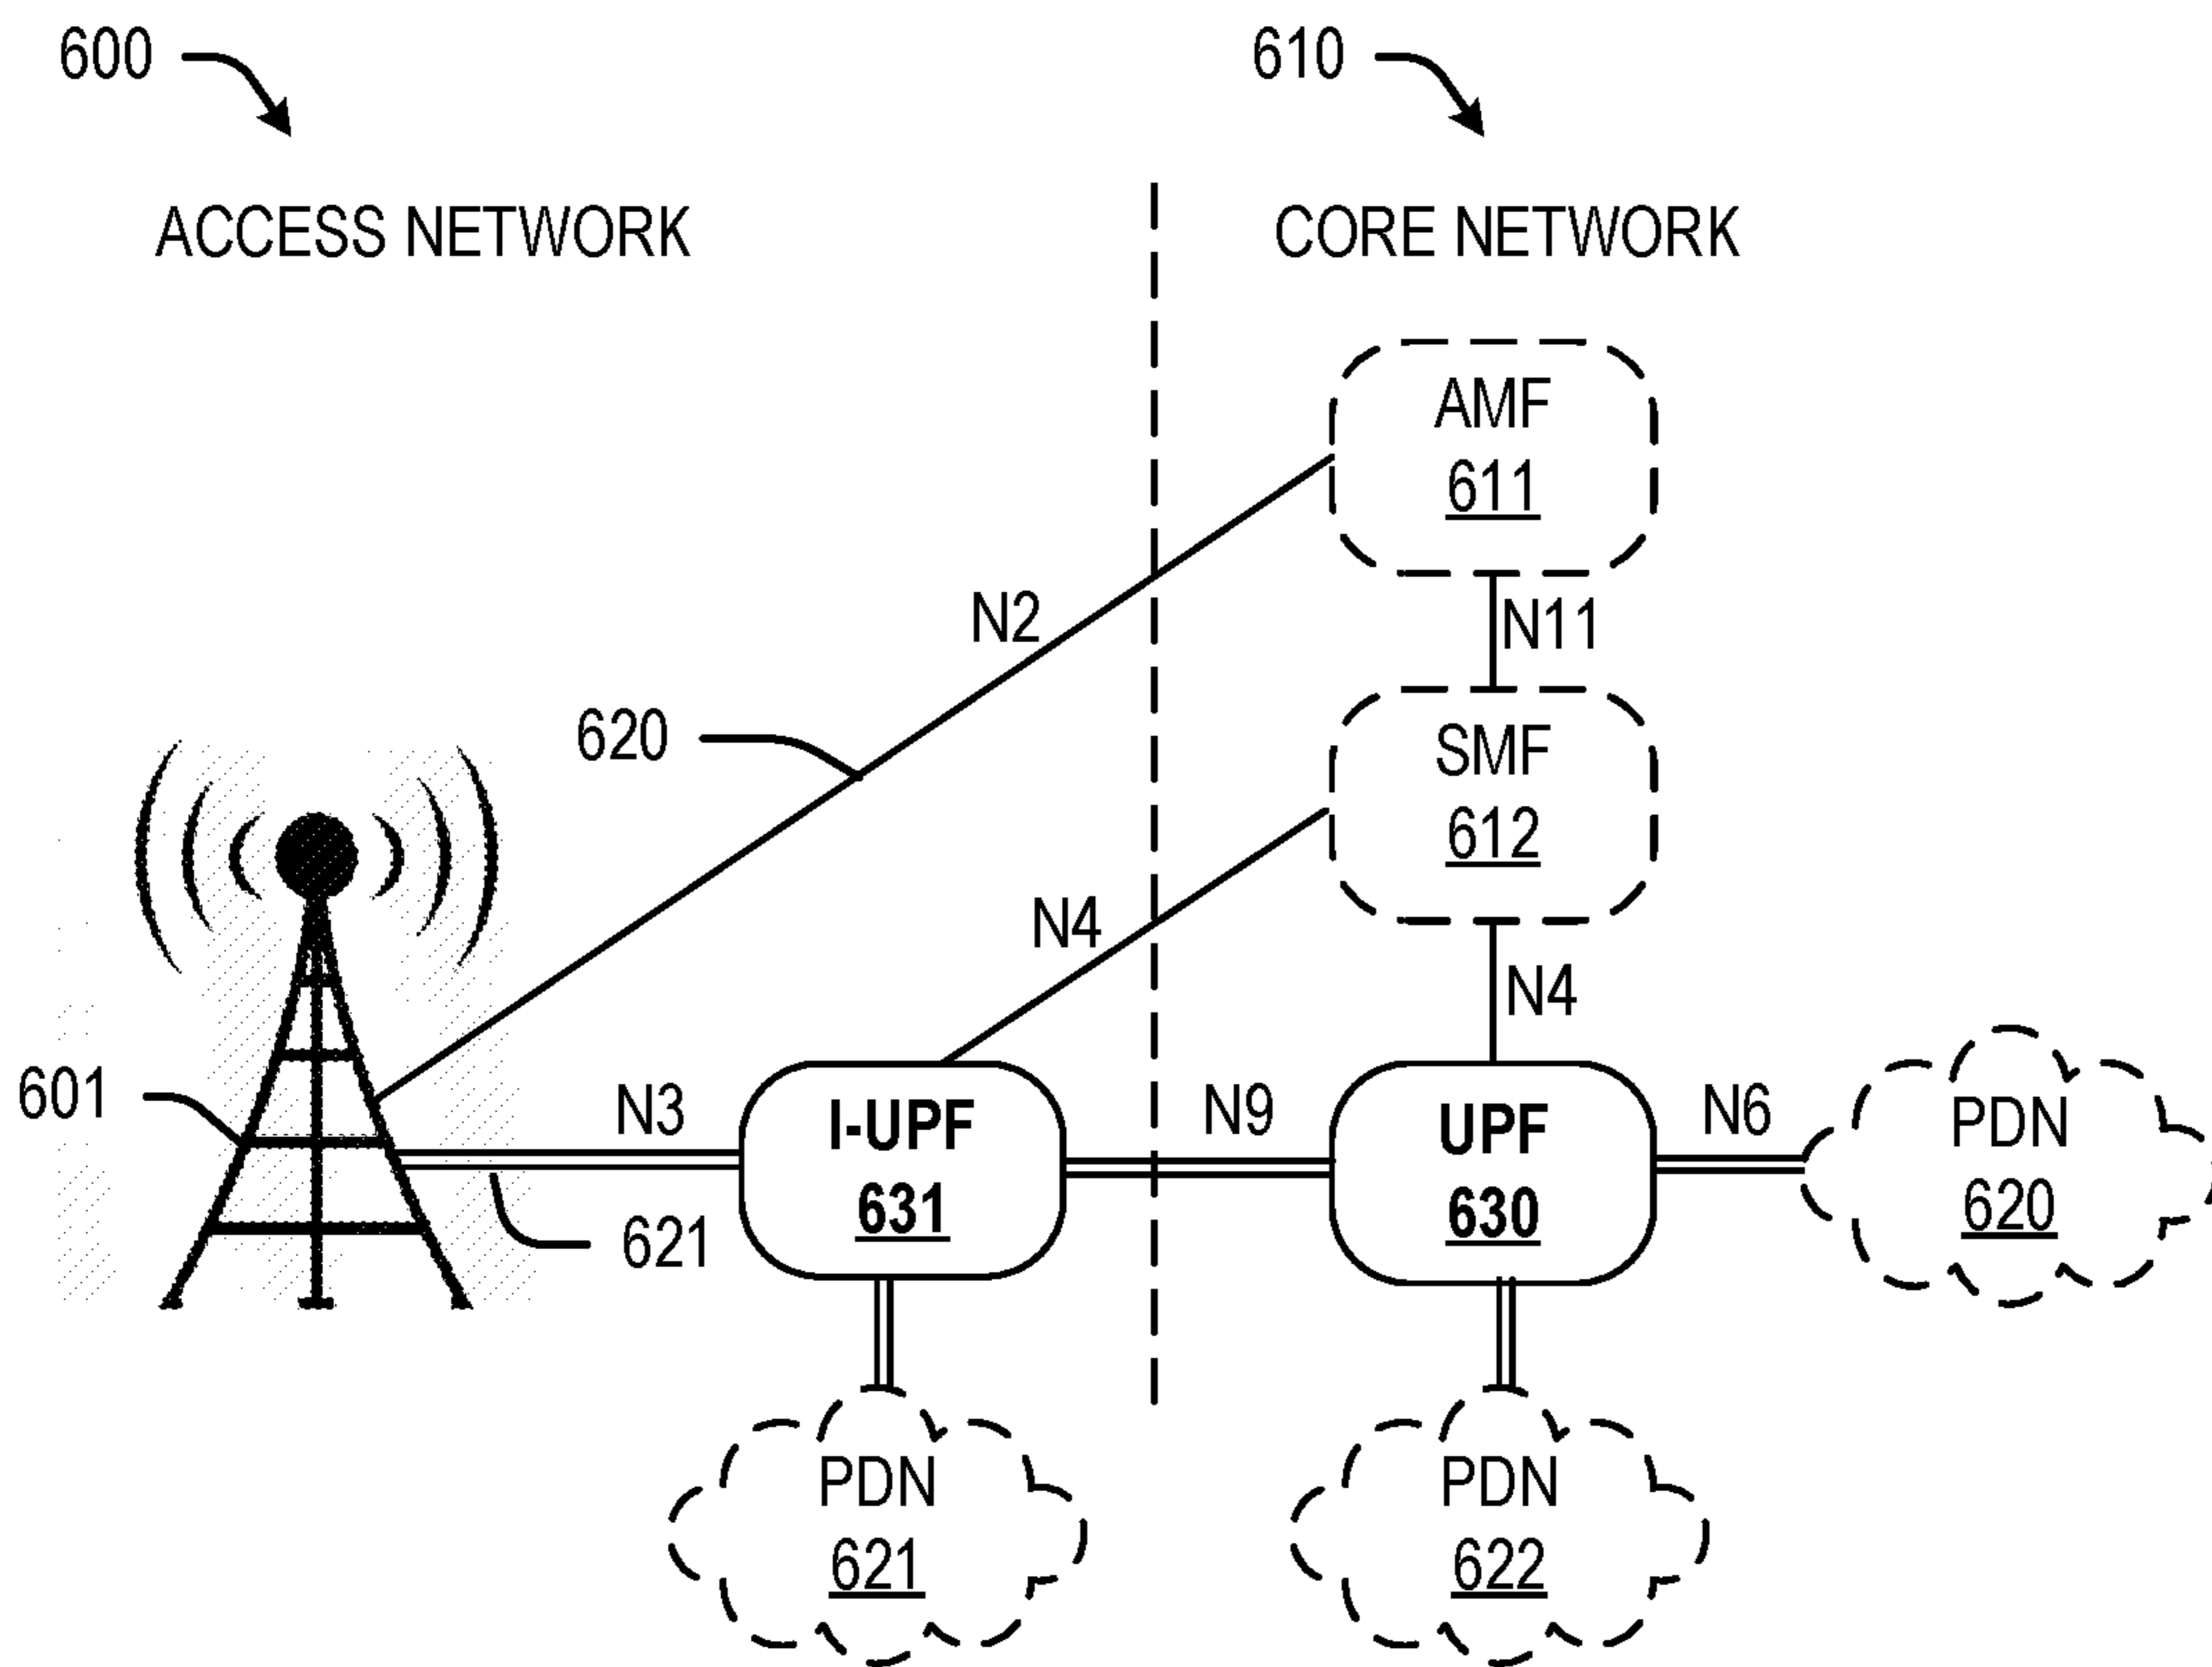 600
610
ACCESS NETWORK
CORE NETWORK
AMF
611
N2
N11
620
SMF
612
N4
N4
601
N3
I-UPF
631
N9
UPF
630
N6
PDN
620
621
PDN
621
PDN
622